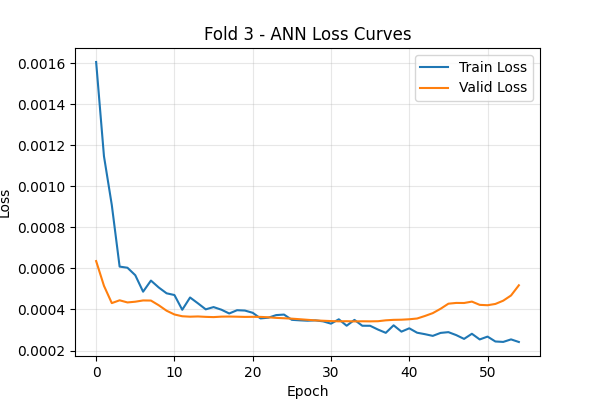 Fold 3 - ANN Loss Curves
Train Loss
Valid Loss
0.0016
0.0014
0.0012
0.0010
0.0008
0.0006
0.0004
0.0002
Loss
0 10 20 30 40 50
Epoch